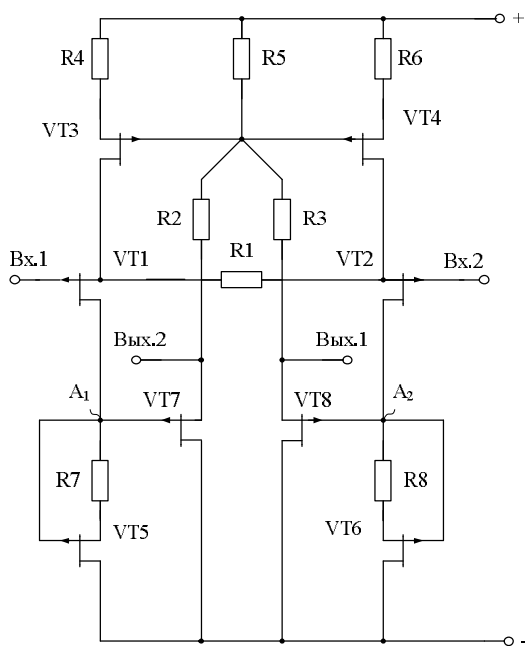 +
R4
R5
R6
VT3
VT4
R2
R3
R1
Вх.1
VT1
VT2
Вх.2
Вых.2
Вых.1
A1
VT7
VT8
A2
R7
R8
VT5
VT6
-